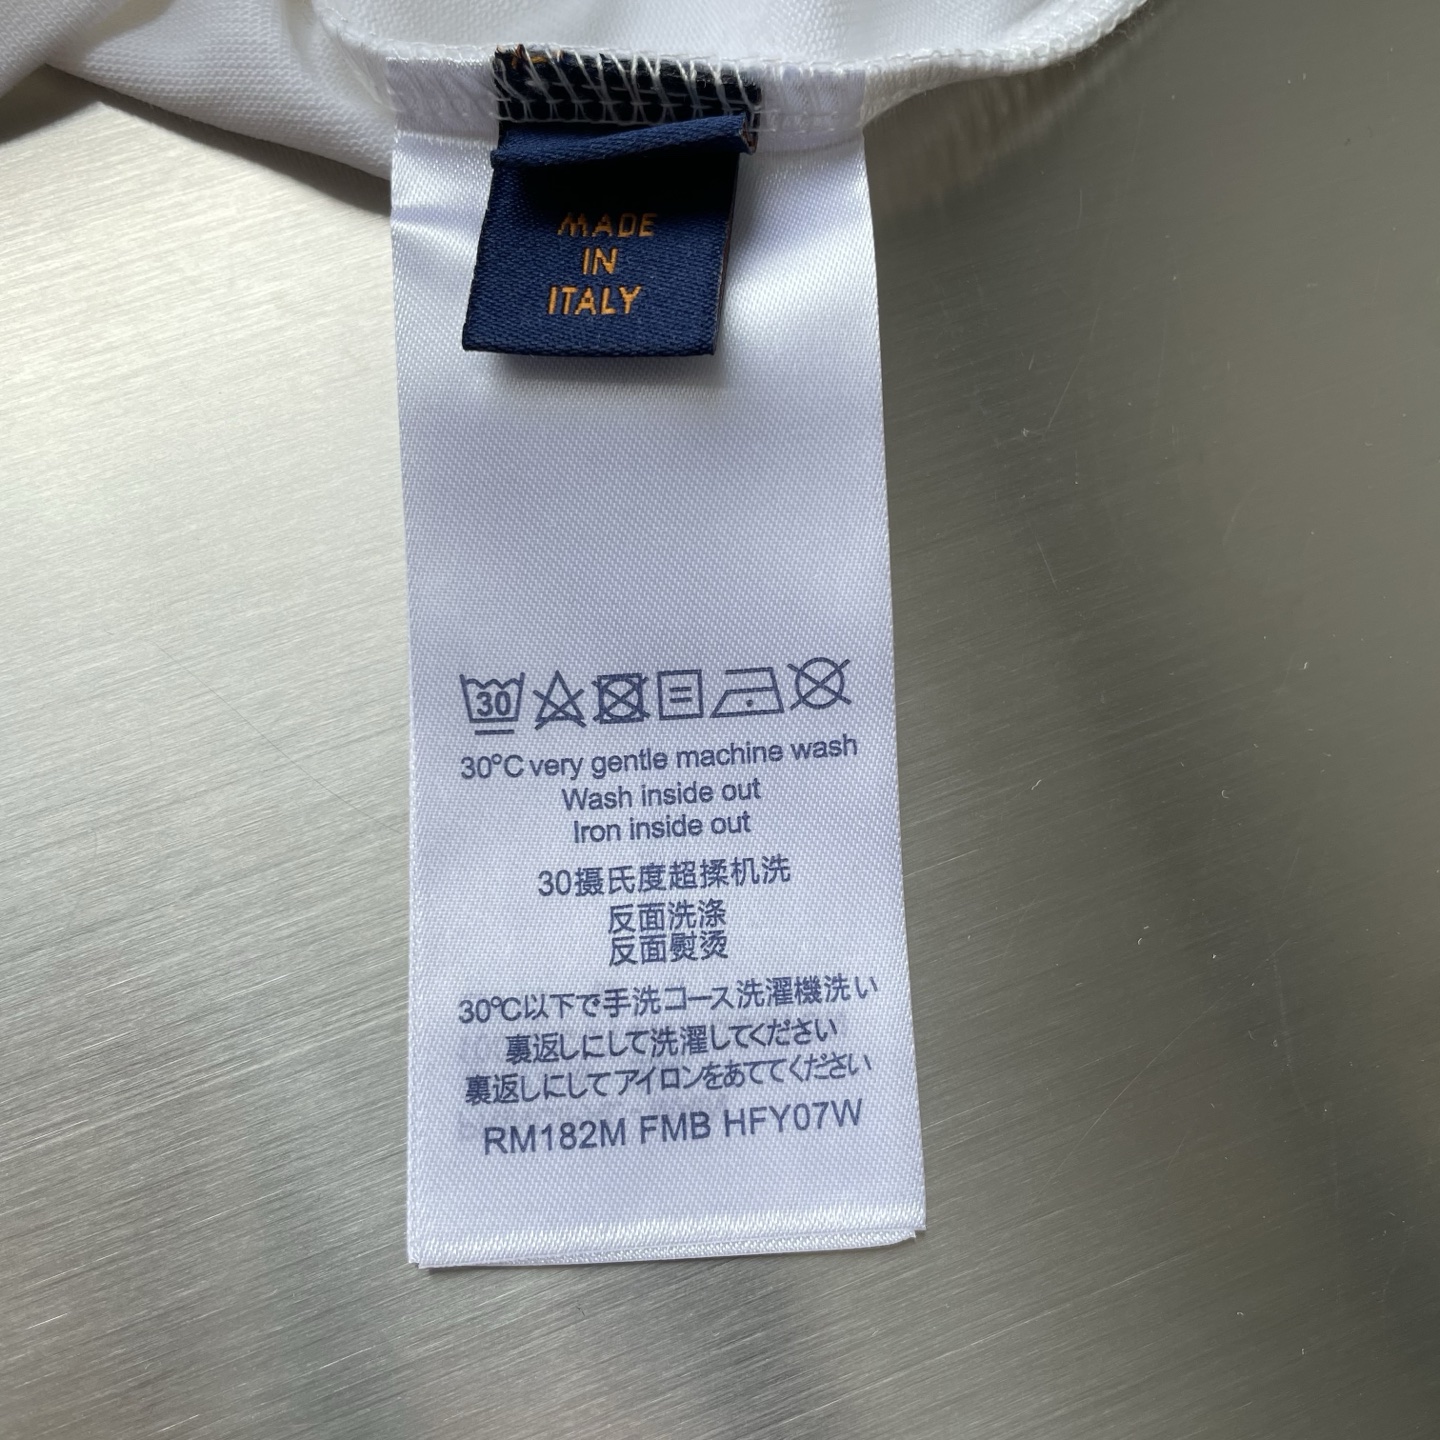 MADE
IN
ITALY
30
30°C very gentle machine wash
Wash inside out
Iron inside out
30摄氏度超揉机洗
反面洗涤
反面熨烫
30℃以下で手洗コース洗濯機洗い
裏返しにして洗濯してください
裏返しにしてアイロンをあててください
RM182M FMB HFY07W